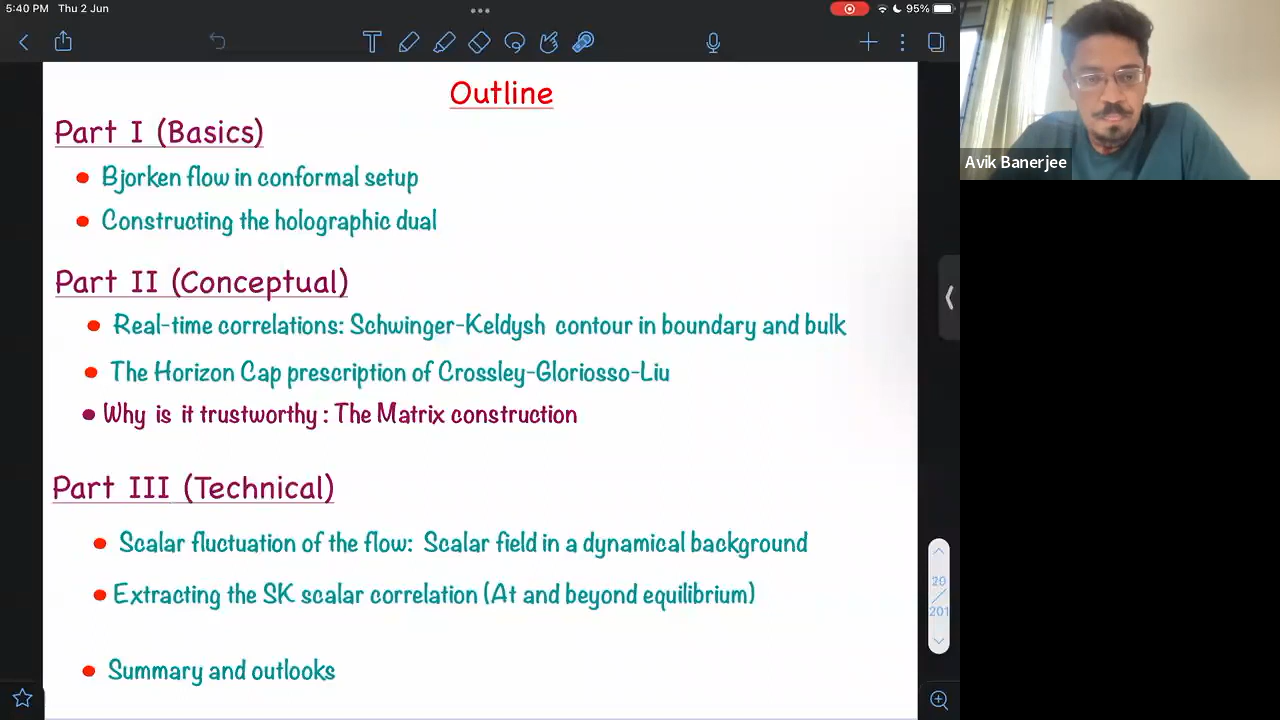 5:40 PM Thu 2 Jun
95%
Outline
Part I (Basics)
Bjorken flow in conformal setup
Constructing the holographic dual
Part II (Conceptual)
Real-time correlations: Schwinger-Keldysh contour in boundary and bulk
The Horizon Cap prescription of Crossley-Gloriosso-Liu
Why is it trustworthy : The Matrix construction
Part III (Technical)
Scalar fluctuation of the flow: Scalar field in a dynamical background
Extracting the SK scalar correlation (At and beyond equilibrium)
Summary and outlooks
20
201
Avik Banerjee